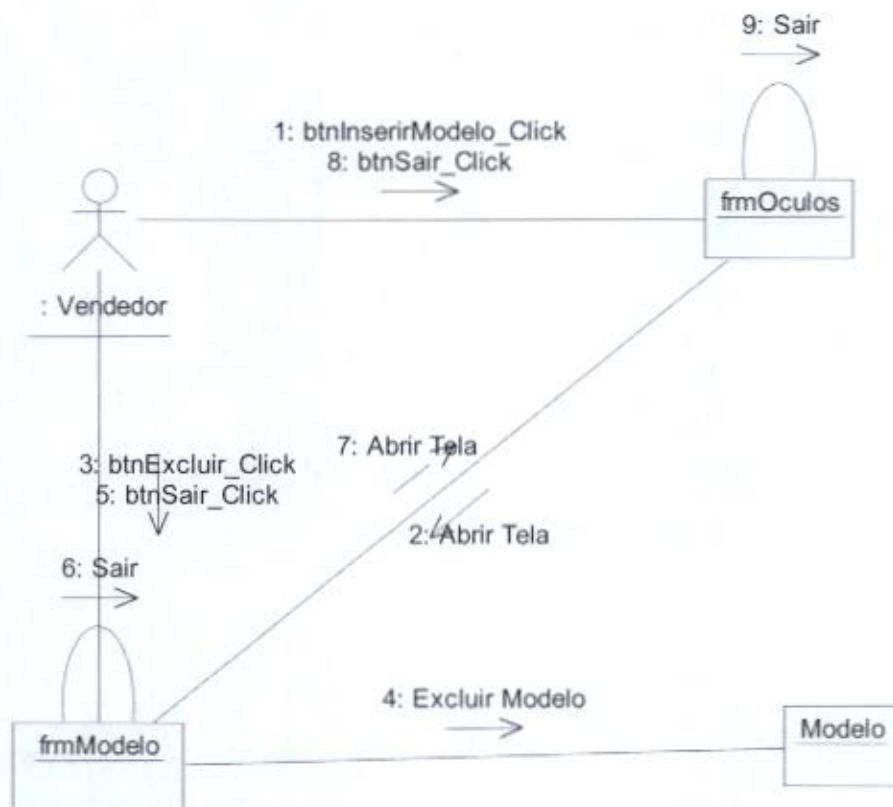 9: Sair
1: btnInserirModelo_Click
8: btnSair_Click
frmOculos
: Vendedor
7: Abrir Tela
3: btnExcluir_Click
5: btnSair_Click
2: Abrir Tela
6: Sair
4: Excluir Modelo
frmModelo
Modelo